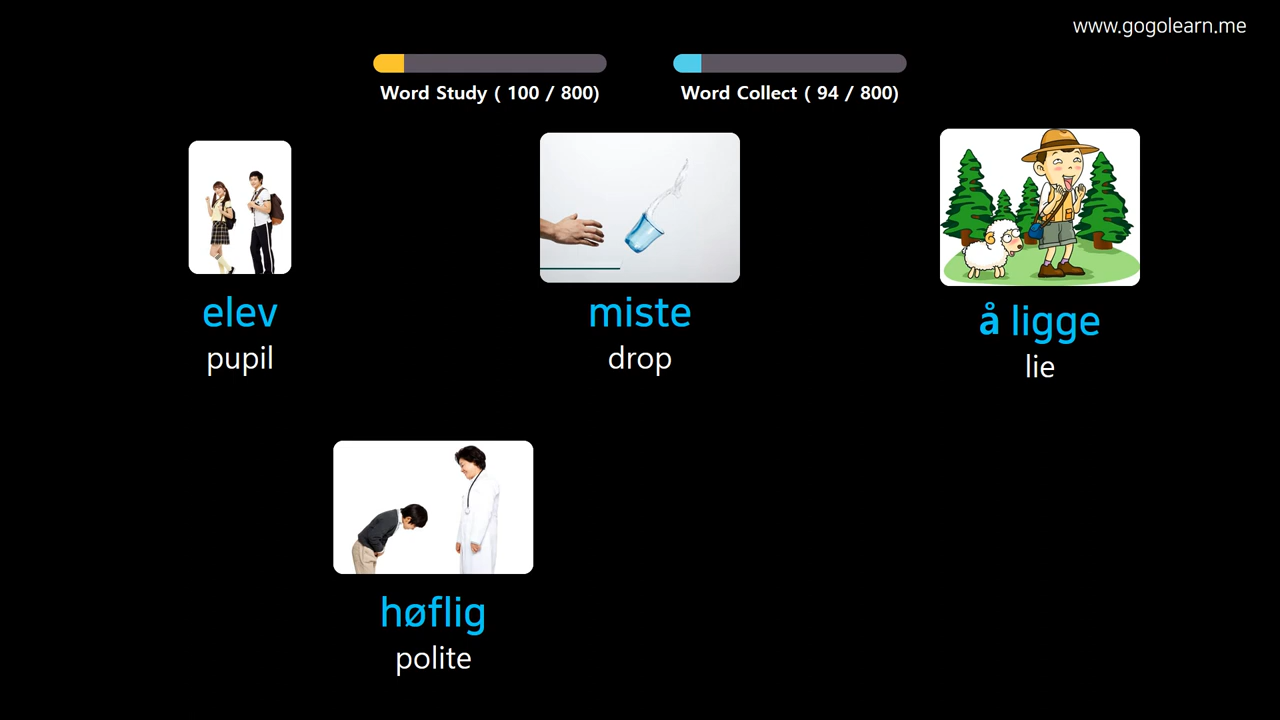 www.gogolearn.me
Word Study ( 100 / 800)
Word Collect ( 94 / 800)
elev
pupil
miste
drop
å ligge
lie
høflig
polite